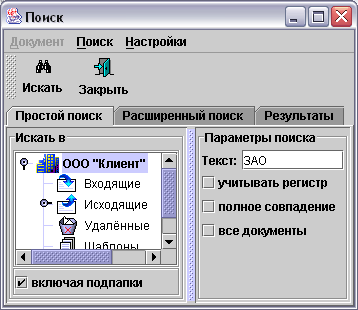 Поиск
Документ Поиск Настройки
Искать Закрыть
Простой поиск Расширенный поиск Результаты
Искать в
ООО "Клиент"
Входящие
Исходящие
Удалённые
Шаблоны
включая подпапки
Параметры поиска
Текст: ЗАО
учитывать регистр
полное совпадение
все документы